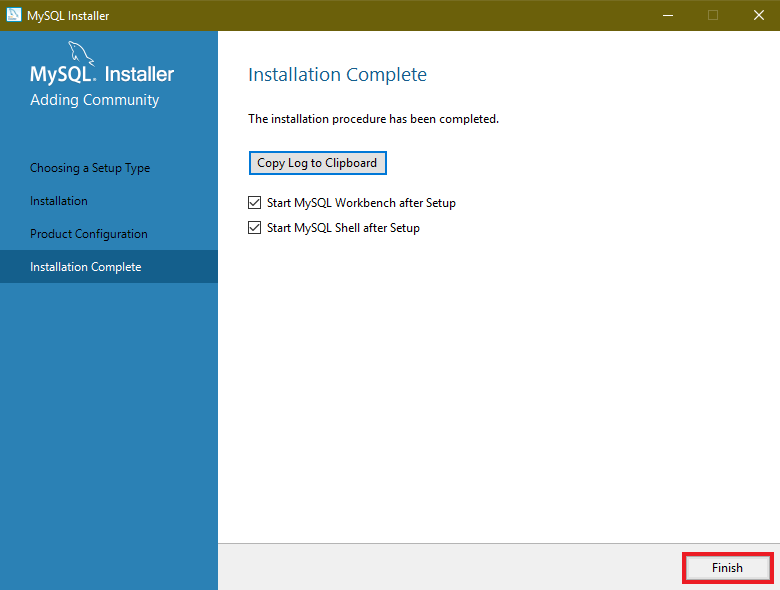 MySQL Installer
MySQL. Installer
Adding Community
Choosing a Setup Type
Installation
Product Configuration
Installation Complete
Installation Complete
The installation procedure has been completed.
Copy Log to Clipboard
Start MySQL Workbench after Setup
Start MySQL Shell after Setup
Finish